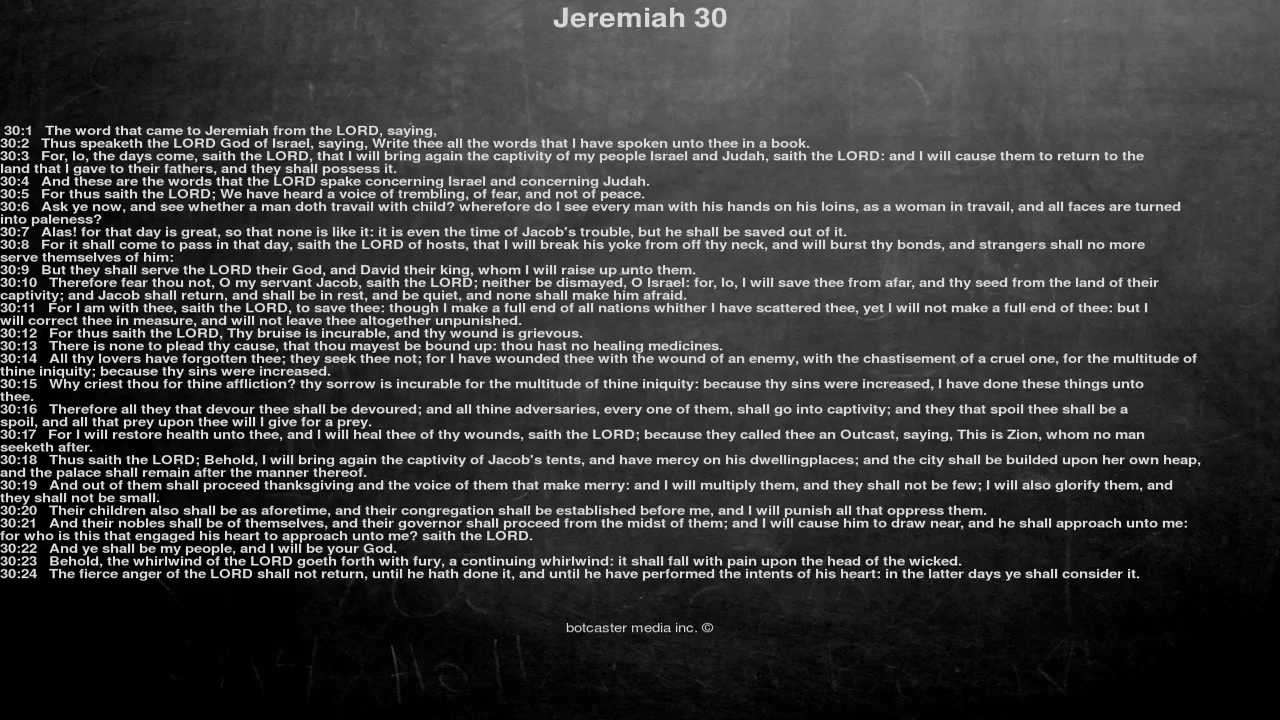 Jeremiah 30
30:1 The word that came to Jeremiah from the LORD, saying,
30:2 Thus speaketh the LORD God of Israel, saying, Write thee all the words that I have spoken unto thee in a book.
30:3 For, lo, the days come, saith the LORD, that I will bring again the captivity of my people Israel and Judah, saith the LORD: and I will cause them to return to the
land that I gave to their fathers, and they shall possess it.
30:4 And these are the words that the LORD spake concerning Israel and concerning Judah.
30:5 For thus saith the LORD; We have heard a voice of trembling, of fear, and not of peace.
30:6 Ask ye now, and see whether a man doth travail with child? wherefore do I see every man with his hands on his loins, as a woman in travail, and all faces are turned
into paleness?
30:7 Alas! for that day is great, so that none is like it: it is even the time of Jacob's trouble, but he shall be saved out of it.
30:8 For it shall come to pass in that day, saith the LORD of hosts, that I will break his yoke from off thy neck, and will burst thy bonds, and strangers shall no more
serve themselves of him:
30:9 But they shall serve the LORD their God, and David their king, whom I will raise up unto them.
30:10 Therefore fear thou not, O my servant Jacob, saith the LORD; neither be dismayed, O Israel: for, lo, I will save thee from afar, and thy seed from the land of their
captivity; and Jacob shall return, and shall be in rest, and be quiet, and none shall make him afraid.
30:11 For I am with thee, saith the LORD, to save thee: though I make a full end of all nations whither I have scattered thee, yet I will not make a full end of thee: but I
will correct thee in measure, and will not leave thee altogether unpunished.
30:12 For thus saith the LORD, Thy bruise is incurable, and thy wound is grievous.
30:13 There is none to plead thy cause, that thou mayest be bound up: thou hast no healing medicines.
30:14 All thy lovers have forgotten thee; they seek thee not; for I have wounded thee with the wound of an enemy, with the chastisement of a cruel one, for the multitude of
thine iniquity; because thy sins were increased.
30:15 Why criest thou for thine affliction? thy sorrow is incurable for the multitude of thine iniquity: because thy sins were increased, I have done these things unto
thee.
30:16 Therefore all they that devour thee shall be devoured; and all thine adversaries, every one of them, shall go into captivity; and they that spoil thee shall be a
spoil, and all that prey upon thee will I give for a prey.
30:17 For I will restore health unto thee, and I will heal thee of thy wounds, saith the LORD; because they called thee an Outcast, saying, This is Zion, whom no man
seeketh after.
30:18 Thus saith the LORD; Behold, I will bring again the captivity of Jacob's tents, and have mercy on his dwellingplaces; and the city shall be builded upon her own heap,
and the palace shall remain after the manner thereof.
30:19 And out of them shall proceed thanksgiving and the voice of them that make merry: and I will multiply them, and they shall not be few; I will also glorify them, and
they shall not be small.
30:20 Their children also shall be as aforetime, and their congregation shall be established before me, and I will punish all that oppress them.
30:21 And their nobles shall be of themselves, and their governor shall proceed from the midst of them; and I will cause him to draw near, and he shall approach unto me:
for who is this that engaged his heart to approach unto me? saith the LORD.
30:22 And ye shall be my people, and I will be your God.
30:23 Behold, the whirlwind of the LORD goeth forth with fury, a continuing whirlwind: it shall fall with pain upon the head of the wicked.
30:24 The fierce anger of the LORD shall not return, until he hath done it, and until he have performed the intents of his heart: in the latter days ye shall consider it.
botcaster media inc. ©